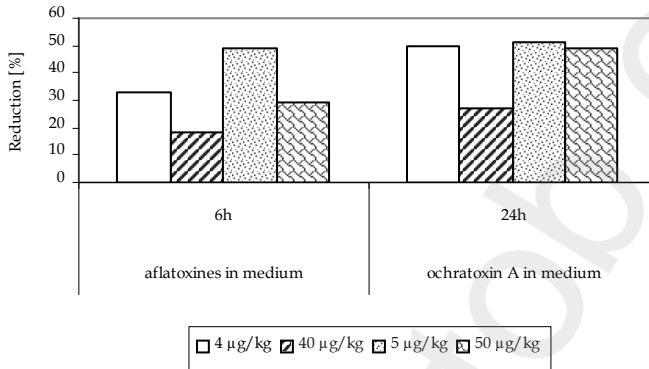 60
50
40
30
20
10
0
Reduction [%]
6h
24h
aflatoxines in medium
ochratoxin A in medium
4 µg/kg 40 µg/kg 5 µg/kg 50 µg/kg